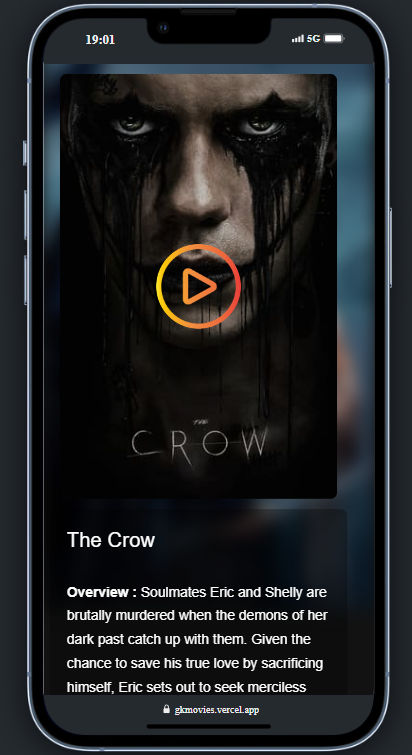 19:01
5G
THE
CROW
The Crow
Overview : Soulmates Eric and Shelly are
brutally murdered when the demons of her
dark past catch up with them. Given the
chance to save his true love by sacrificing
himself, Eric sets out to seek merciless
gkmovies.vercel.app